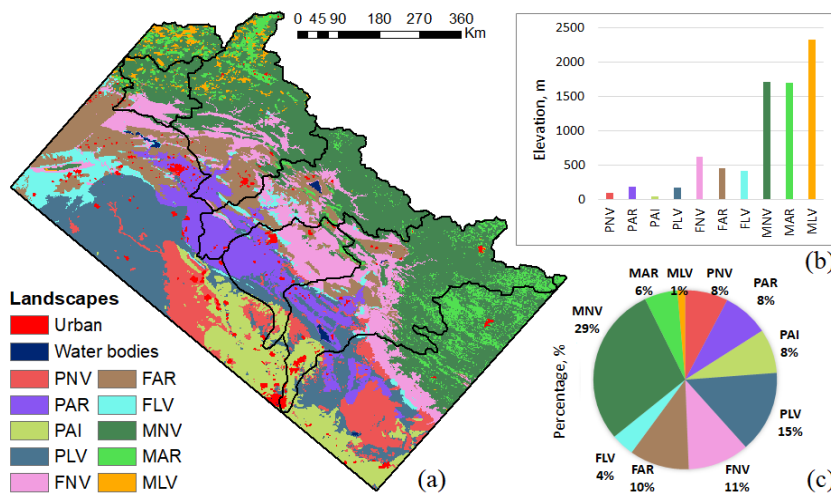 0 45 90 180 270 360
Km
Landscapes
Urban
Water bodies
PNV FAR
PAR FLV
PAI MNV
PLV MAR
FNV MLV
(a)
Elevation, m
2500
2000
1500
1000
500
0
PNV PAR PAI PLV FNV FAR FLV MNV MAR MLV
(b)
Percentage, %
MAR
6%
MLV
1%
PNV
8%
PAR
8%
PAI
8%
PLV
15%
FNV
11%
FAR
10%
FLV
4%
MNV
29%
(c)